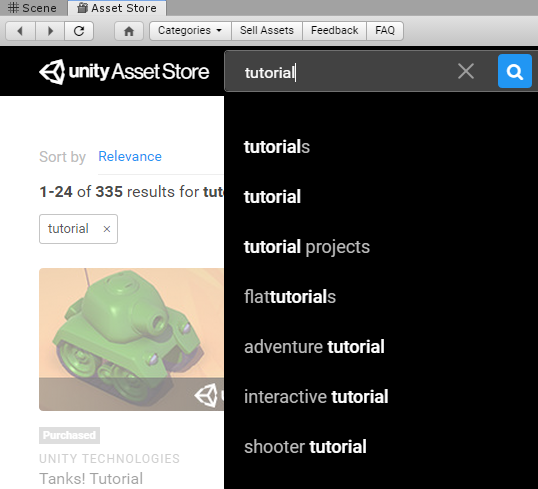 Scene Asset Store
Categories Sell Assets Feedback FAQ
unity Asset Store
tutorial
tutorials
Sort by Relevance
1-24 of 335 results for tut
tutorial
tutorial ×
tutorial projects
flattutorials
adventure tutorial
interactive tutorial
Purchased
shooter tutorial
UNITY TECHNOLOGIES
Tanks! Tutorial